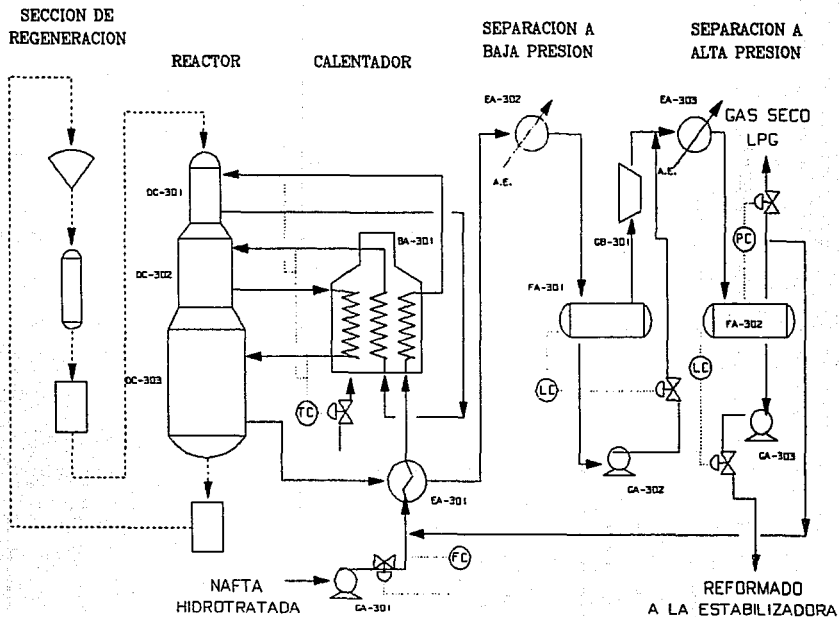 SECCION DE
REGENERACION
REACTOR
CALENTADOR
SEPARACION A
BAJA PRESION
SEPARACION A
ALTA PRESION
EA-302
EA-303
GAS SECO
LPG
A.E.
A.E.
DC-301
BA-301
PC
DC-302
GB-301
FA-301
FA-302
DC-303
LC
LC
TC
GA-303
GA-302
EA-301
FC
NAFTA
HIDROTRATADA
GA-301
REFORMADO
A LA ESTABILIZADORA